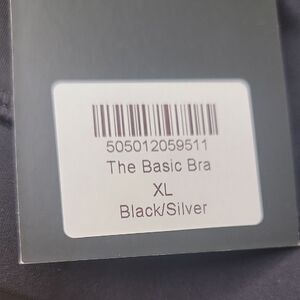 505012059511
The Basic Bra
XL
Black/Silver